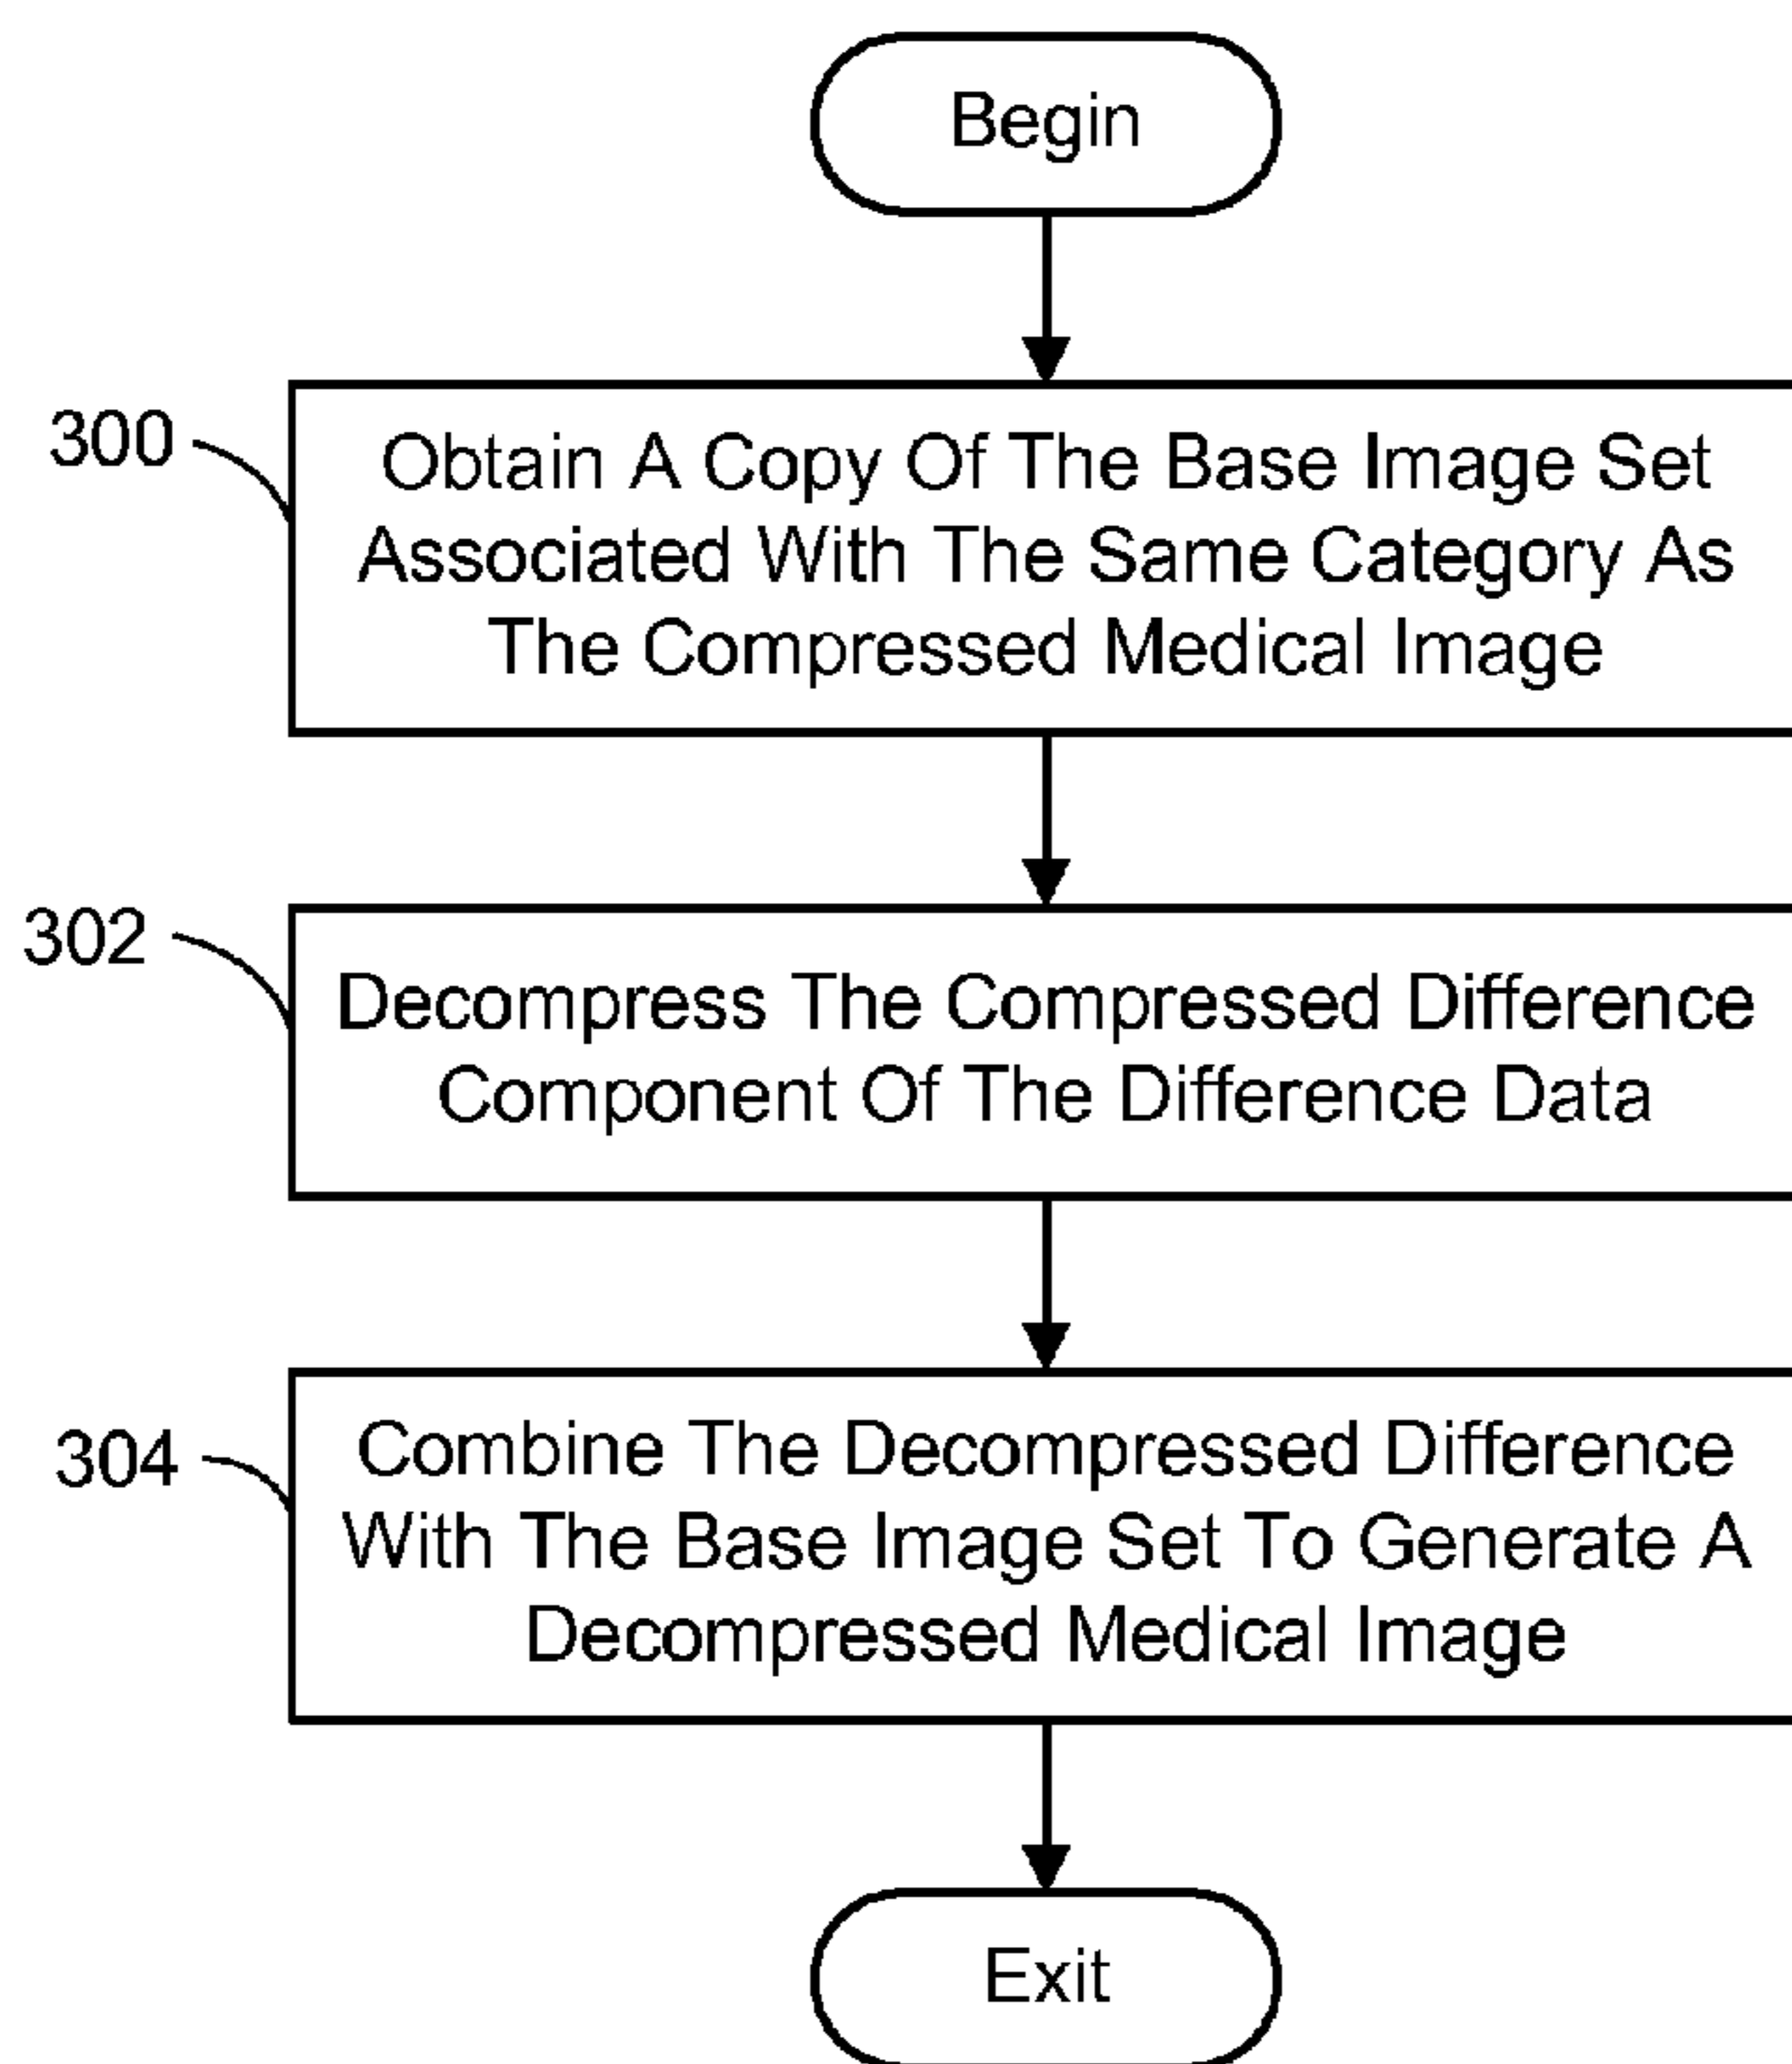 Begin
300
Obtain A Copy Of The Base Image Set
Associated With The Same Category As
The Compressed Medical Image
302
Decompress The Compressed Difference
Component Of The Difference Data
304
Combine The Decompressed Difference
With The Base Image Set To Generate A
Decompressed Medical Image
Exit